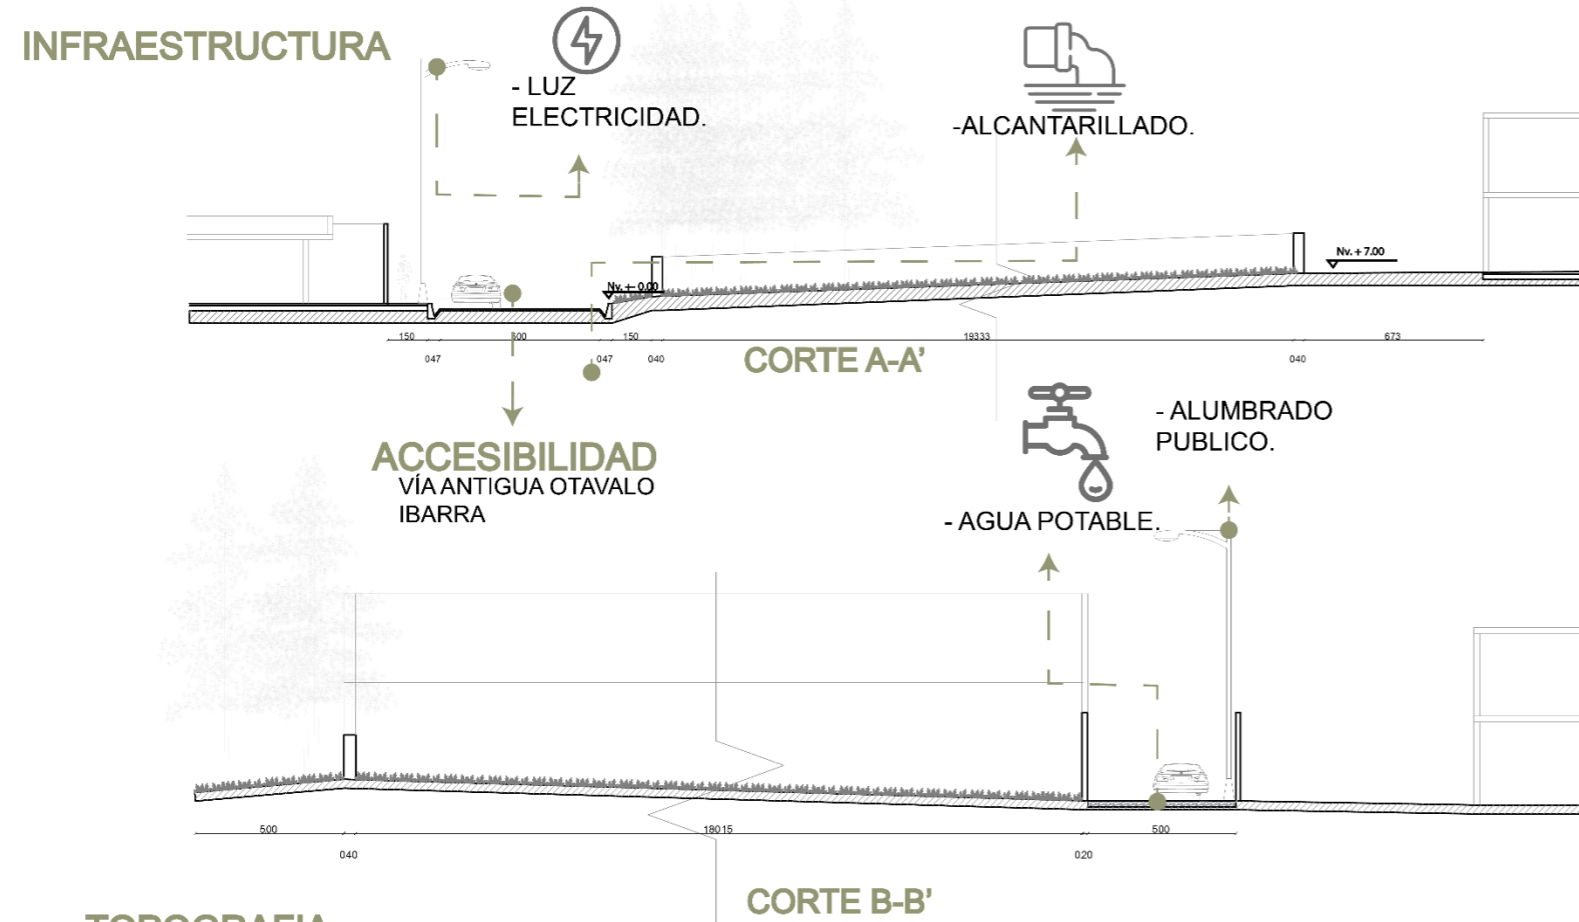 INFRAESTRUCTURA
- LUZ
ELECTRICIDAD.
-ALCANTARILLADO.
Nv. + 7.00
Nv. + 0.00
150
600
150
19333
673
047
047
040
040
CORTE A-A'
ACCESIBILIDAD
VÍA ANTIGUA OTAVALO
IBARRA
- ALUMBRADO
PUBLICO.
- AGUA POTABLE.
500
18015
500
040
020
CORTE B-B'
TOPOGRAFIA